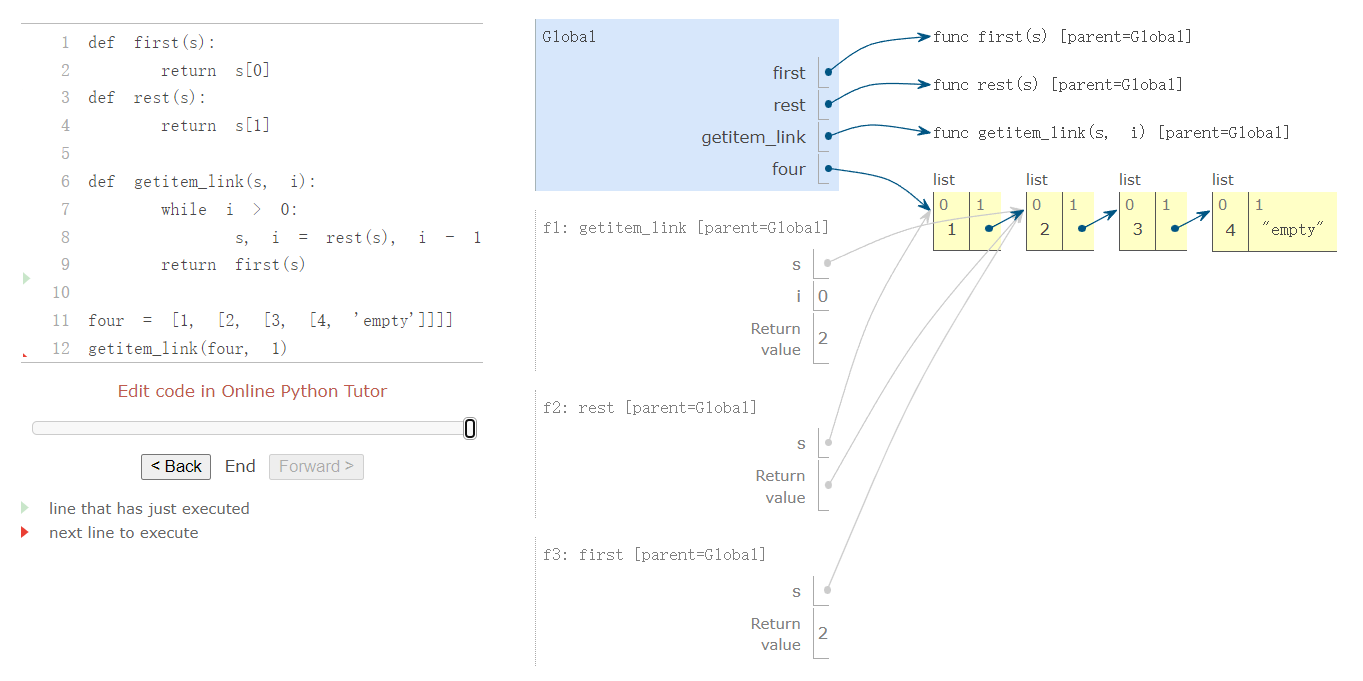 1 def first(s):
2 return s[0]
3 def rest(s):
4 return s[1]
5
6 def getitem_link(s, i):
7 while i > 0:
8 s, i = rest(s), i - 1
9 return first(s)
10
11 four = [1, [2, [3, [4, 'empty']]]]
12 getitem_link(four, 1)
Edit code in Online Python Tutor
< Back End Forward >
line that has just executed
next line to execute
Global
first
rest
getitem_link
four
func first(s) [parent=Global]
func rest(s) [parent=Global]
func getitem_link(s, i) [parent=Global]
list list list list
0 1 0 1 0 1 0 1
1 2 3 4 "empty"
f1: getitem_link [parent=Global]
s
i 0
Return
value 2
f2: rest [parent=Global]
s
Return
value
f3: first [parent=Global]
s
Return
value 2